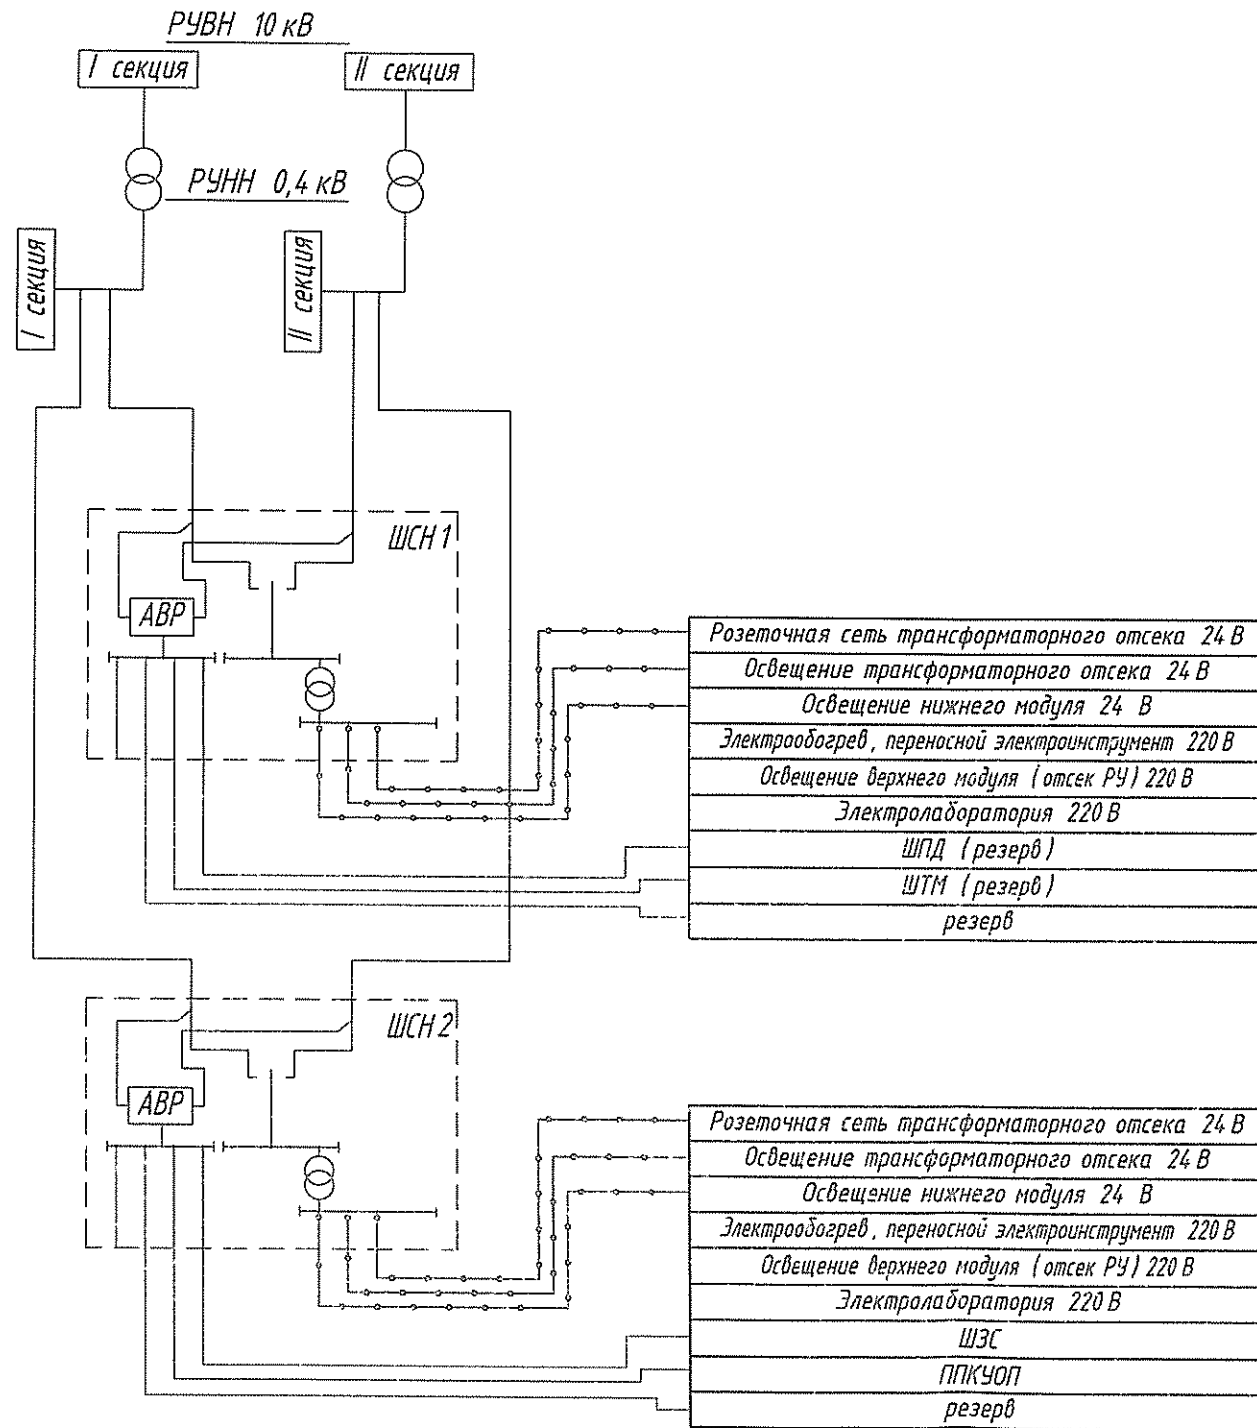 РУВН 10 кВ
I секция
II секция
РУНН 0,4 кВ
I секция
II секция
ШСН 1
АВР
Розеточная сеть трансформаторного отсека 24 В
Освещение трансформаторного отсека 24 В
Освещение нижнего модуля 24 В
Электрообогрев, переносной электроинструмент 220 В
Освещение верхнего модуля (отсек РУ) 220 В
Электролаборатория 220 В
ШПД (резерв)
ШТМ (резерв)
резерв
ШСН 2
АВР
Розеточная сеть трансформаторного отсека 24 В
Освещение трансформаторного отсека 24 В
Освещение нижнего модуля 24 В
Электрообогрев, переносной электроинструмент 220 В
Освещение верхнего модуля (отсек РУ) 220 В
Электролаборатория 220 В
ШЗС
ППКУОП
резерв